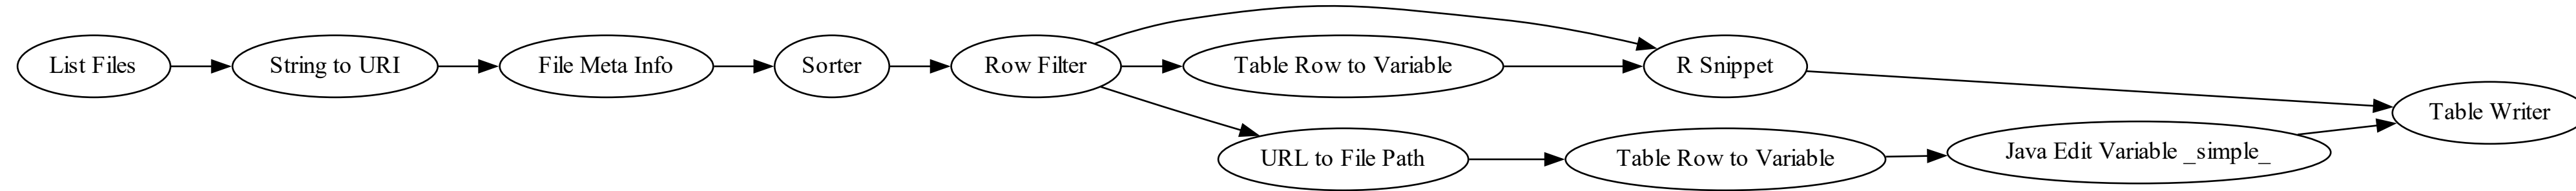 List Files
String to URI
File Meta Info
Sorter
Row Filter
Table Row to Variable
R Snippet
Table Writer
URL to File Path
Table Row to Variable
Java Edit Variable _simple_